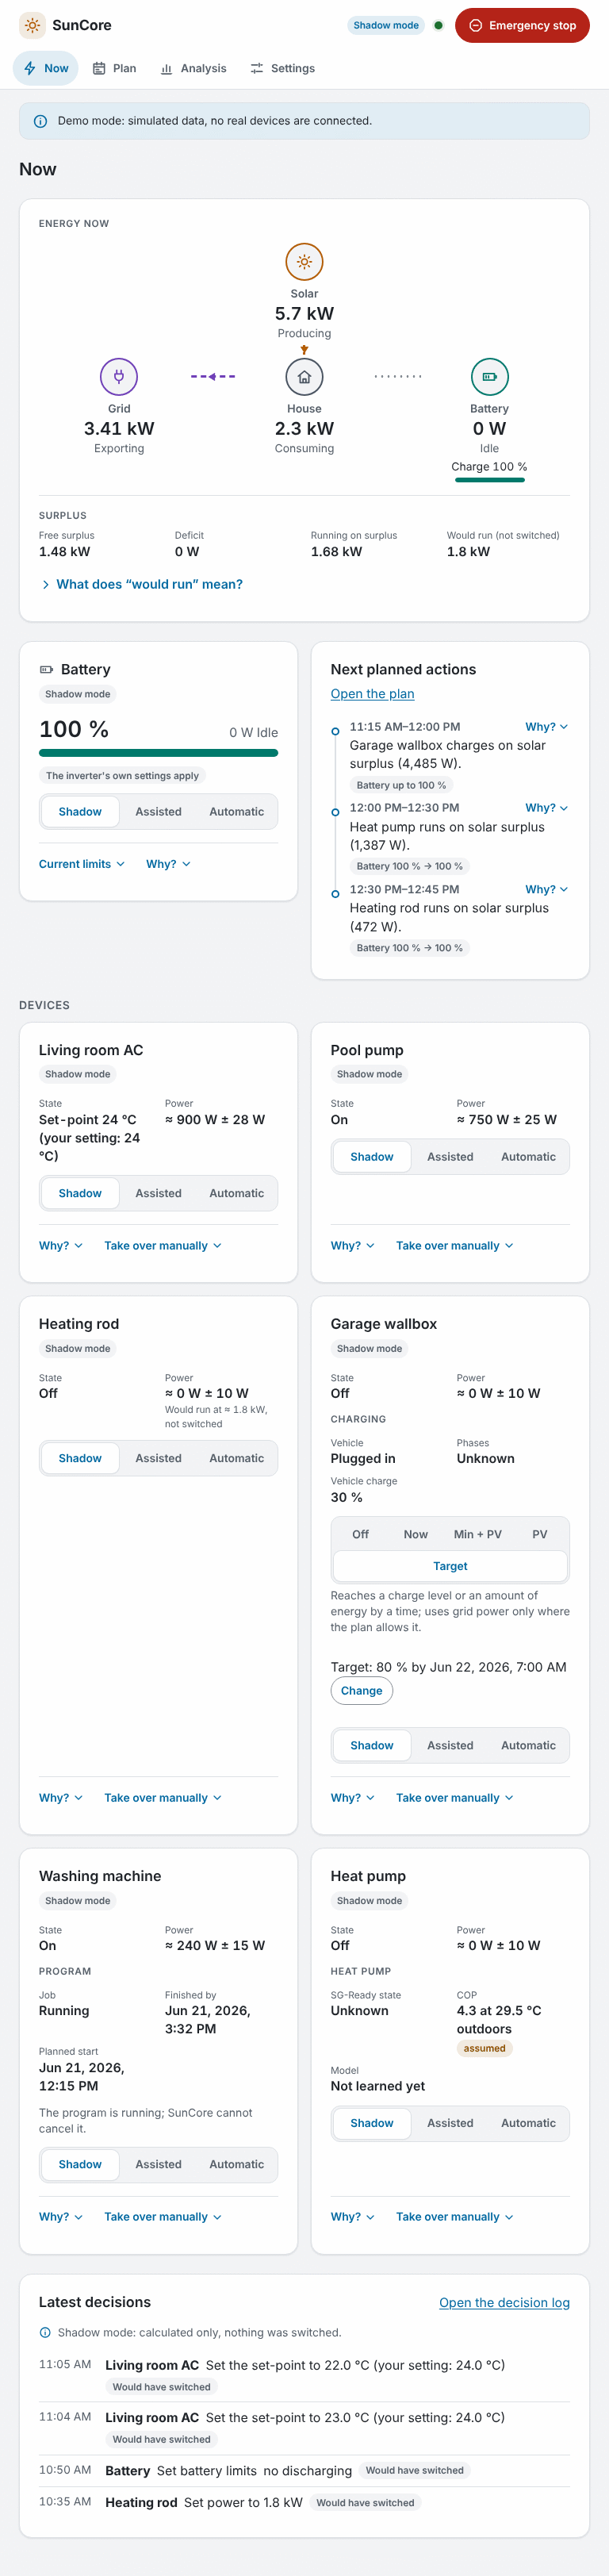 SunCore
Shadow mode
Emergency stop
Now
Plan
Analysis
Settings
Demo mode: simulated data, no real devices are connected.
Now
ENERGY NOW
Solar
5.7 kW
Producing
Grid
3.41 kW
Exporting
House
2.3 kW
Consuming
Battery
0 W
Idle
Charge 100 %
SURPLUS
Free surplus
1.48 kW
Deficit
0 W
Running on surplus
1.68 kW
Would run (not switched)
1.8 kW
What does “would run” mean?
Battery
Shadow mode
100 %
0 W Idle
The inverter's own settings apply
Shadow
Assisted
Automatic
Current limits
Why?
Next planned actions
Open the plan
11:15 AM–12:00 PM
Why?
Garage wallbox charges on solar
surplus (4,485 W).
Battery up to 100 %
12:00 PM–12:30 PM
Why?
Heat pump runs on solar surplus
(1,387 W).
Battery 100 % → 100 %
12:30 PM–12:45 PM
Why?
Heating rod runs on solar surplus
(472 W).
Battery 100 % → 100 %
DEVICES
Living room AC
Shadow mode
State
Set-point 24 °C
(your setting: 24
°C)
Power
≈ 900 W ± 28 W
Shadow
Assisted
Automatic
Why?
Take over manually
Pool pump
Shadow mode
State
On
Power
≈ 750 W ± 25 W
Shadow
Assisted
Automatic
Why?
Take over manually
Heating rod
Shadow mode
State
Off
Power
≈ 0 W ± 10 W
Would run at ≈ 1.8 kW,
not switched
Shadow
Assisted
Automatic
Why?
Take over manually
Garage wallbox
Shadow mode
State
Off
Power
≈ 0 W ± 10 W
CHARGING
Vehicle
Plugged in
Phases
Unknown
Vehicle charge
30 %
Off
Now
Min + PV
PV
Target
Reaches a charge level or an amount of
energy by a time; uses grid power only where
the plan allows it.
Target: 80 % by Jun 22, 2026, 7:00 AM
Change
Shadow
Assisted
Automatic
Why?
Take over manually
Washing machine
Shadow mode
State
On
Power
≈ 240 W ± 15 W
PROGRAM
Job
Running
Finished by
Jun 21, 2026,
3:32 PM
Planned start
Jun 21, 2026,
12:15 PM
The program is running; SunCore cannot
cancel it.
Shadow
Assisted
Automatic
Why?
Take over manually
Heat pump
Shadow mode
State
Off
Power
≈ 0 W ± 10 W
HEAT PUMP
SG-Ready state
Unknown
COP
4.3 at 29.5 °C
outdoors
assumed
Model
Not learned yet
Shadow
Assisted
Automatic
Why?
Take over manually
Latest decisions
Open the decision log
Shadow mode: calculated only, nothing was switched.
11:05 AM
Living room AC Set the set-point to 22.0 °C (your setting: 24.0 °C)
Would have switched
11:04 AM
Living room AC Set the set-point to 23.0 °C (your setting: 24.0 °C)
Would have switched
10:50 AM
Battery Set battery limits no discharging
Would have switched
10:35 AM
Heating rod Set power to 1.8 kW
Would have switched